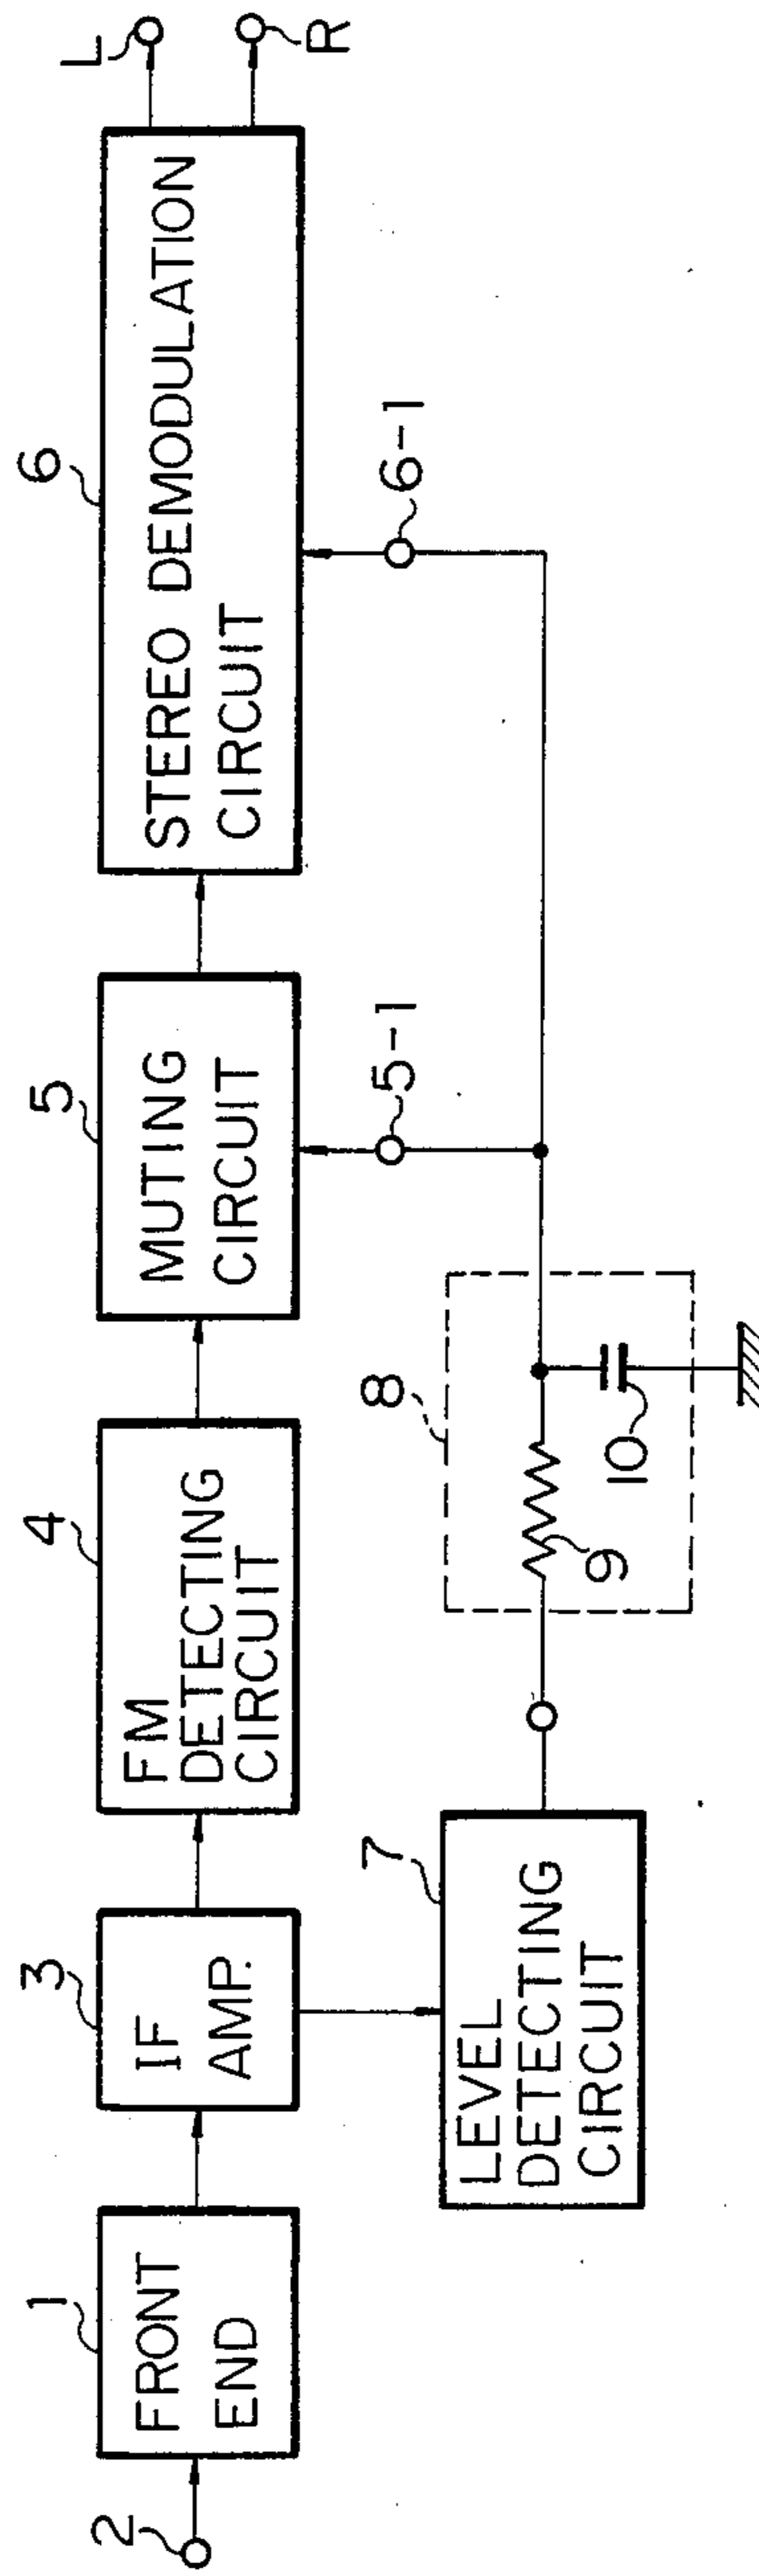 2
1
FRONT
END
3
IF
AMP.
4
FM
DETECTING
CIRCUIT
5
MUTING
CIRCUIT
6
STEREO DEMODULATION
CIRCUIT
L
R
7
LEVEL
DETECTING
CIRCUIT
8
9
10
5-1
6-1